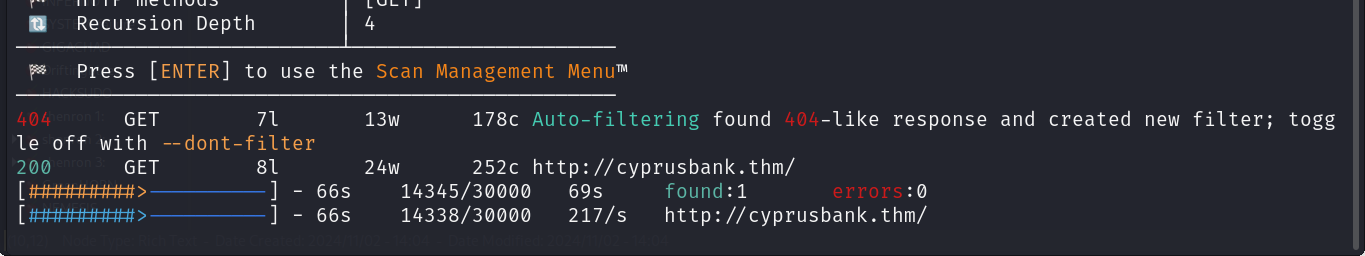 HTTP methods │ [GET]
Recursion Depth │ 4
Press [ENTER] to use the Scan Management Menu™
404 GET 7l 13w 178c Auto-filtering found 404-like response and created new filter; togg
le off with --dont-filter
200 GET 8l 24w 252c http://cyprusbank.thm/
[#########>----------] - 66s 14345/30000 69s found:1 errors:0
[#########>----------] - 66s 14338/30000 217/s http://cyprusbank.thm/